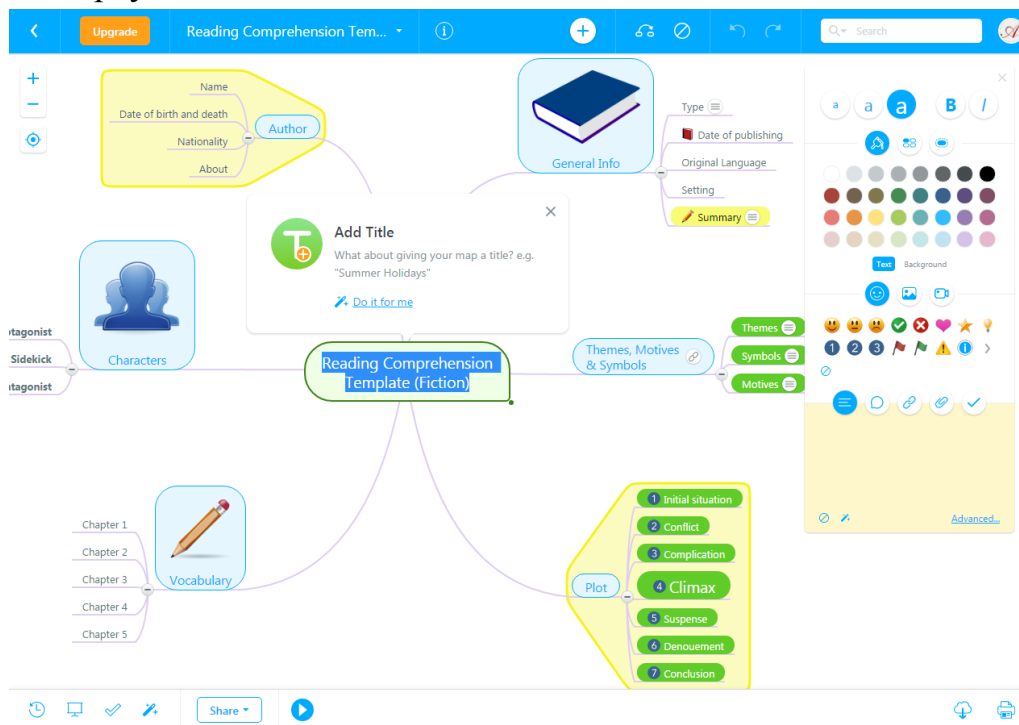 Upgrade
Reading Comprehension Tem...
Search
Name
Date of birth and death
Nationality
About
Author
General Info
Type
Date of publishing
Original Language
Setting
Summary
a a a B I
Text Background
Add Title
What about giving your map a title? e.g.
"Summer Holidays"
Do it for me
Reading Comprehension
Template (Fiction)
tagonist
Sidekick
ntagonist
Characters
Themes, Motives
& Symbols
Themes
Symbols
Motives
1 2 3
Advanced...
Chapter 1
Chapter 2
Chapter 3
Chapter 4
Chapter 5
Vocabulary
Plot
1 Initial situation
2 Conflict
3 Complication
4 Climax
5 Suspense
6 Denouement
7 Conclusion
Share